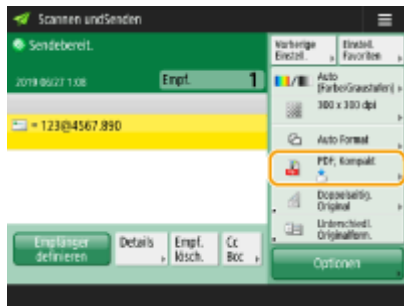 Scannen undSenden
Sendebereit.
2019 06/27 1:08
Empf. 1
123@4567.890
Empfänger
definieren
Details
Empf.
lösch.
Cc
Bcc
Vorherige
Einstell.
Einstell.
Favoriten
Auto
(Farbe/Graustufen)
300 x 300 dpi
Auto Format
PDF, Kompakt
Doppelseitig.
Original
Unterschiedl.
Originalform.
Optionen